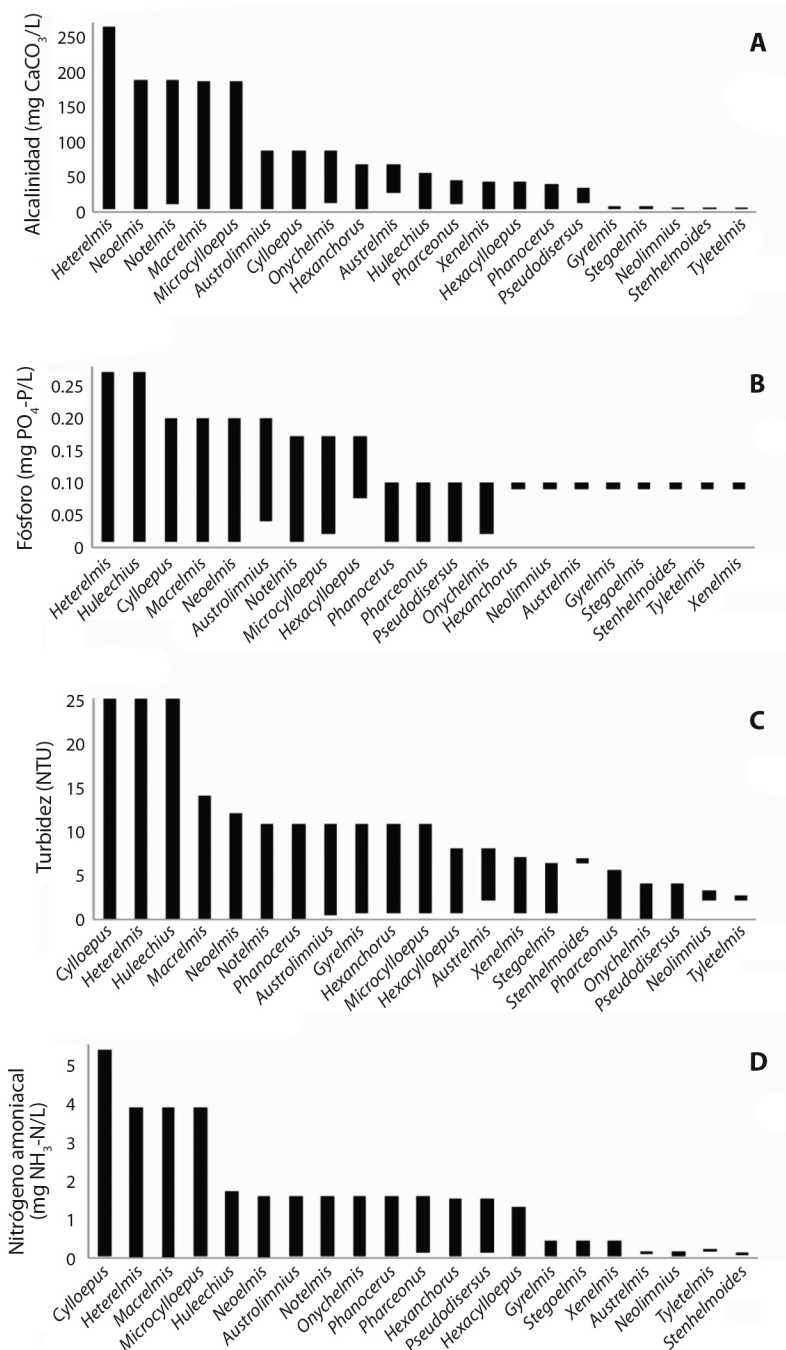 A
Alcalinidad (mg CaCO3/L)
250
200
150
100
50
0
Heterelmis
Neoelmis
Notelmis
Macrelmis
Microcylloepus
Austrolimnius
Cylloepus
Onychelmis
Hexanchorus
Austrelmis
Huleechius
Pharceonus
Xenelmis
Hexacylloepus
Phanocerus
Pseudodisersus
Gyrelmis
Stegoelmis
Neolimnius
Stenhelmoides
Tyletelmis
B
Fósforo (mg PO4-P/L)
0.25
0.20
0.15
0.10
0.05
0
Heterelmis
Huleechius
Cylloepus
Macrelmis
Neoelmis
Austrolimnius
Notelmis
Microcylloepus
Hexacylloepus
Phanocerus
Pharceonus
Pseudodisersus
Onychelmis
Hexanchorus
Neolimnius
Austrelmis
Gyrelmis
Stegoelmis
Stenhelmoides
Tyletelmis
Xenelmis
C
Turbidez (NTU)
25
20
15
10
5
0
Cylloepus
Heterelmis
Huleechius
Macrelmis
Neoelmis
Notelmis
Phanocerus
Austrolimnius
Gyrelmis
Hexanchorus
Microcylloepus
Hexacylloepus
Austrelmis
Xenelmis
Stegoelmis
Stenhelmoides
Pharceonus
Onychelmis
Pseudodisersus
Neolimnius
Tyletelmis
D
Nitrógeno amoniacal
(mg NH3-N/L)
5
4
3
2
1
0
Cylloepus
Heterelmis
Macrelmis
Microcylloepus
Huleechius
Neoelmis
Austrolimnius
Notelmis
Onychelmis
Phanocerus
Pharceonus
Hexanchorus
Pseudodisersus
Hexacylloepus
Gyrelmis
Stegoelmis
Xenelmis
Austrelmis
Neolimnius
Tyletelmis
Stenhelmoides